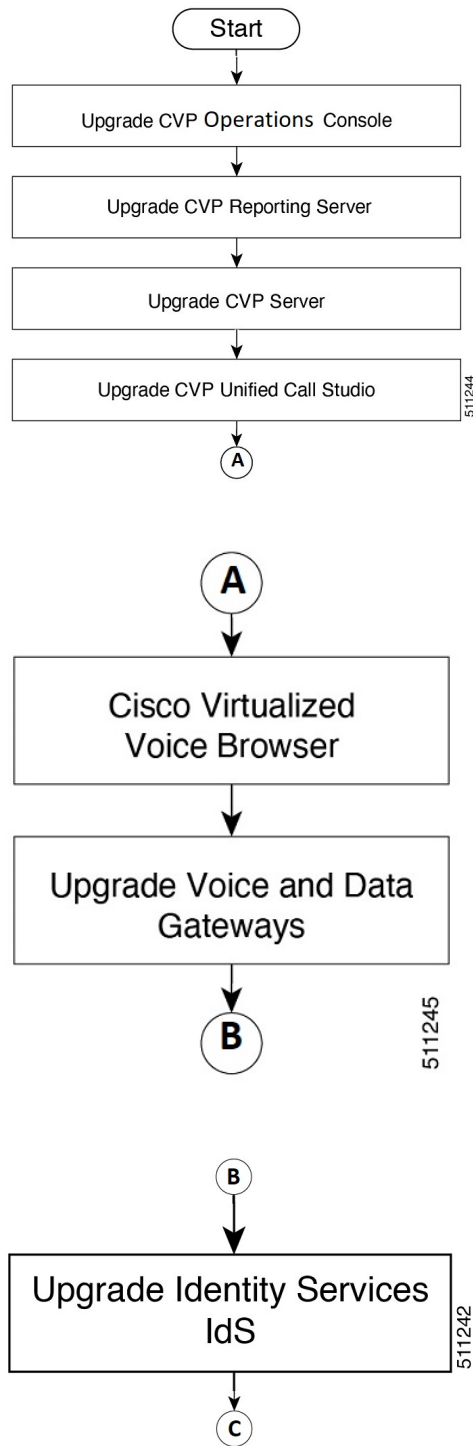 Start
Upgrade CVP Operations Console
Upgrade CVP Reporting Server
Upgrade CVP Server
Upgrade CVP Unified Call Studio
511244
A
A
Cisco Virtualized
Voice Browser
Upgrade Voice and Data
Gateways
511245
B
B
Upgrade Identity Services
IdS
511242
C